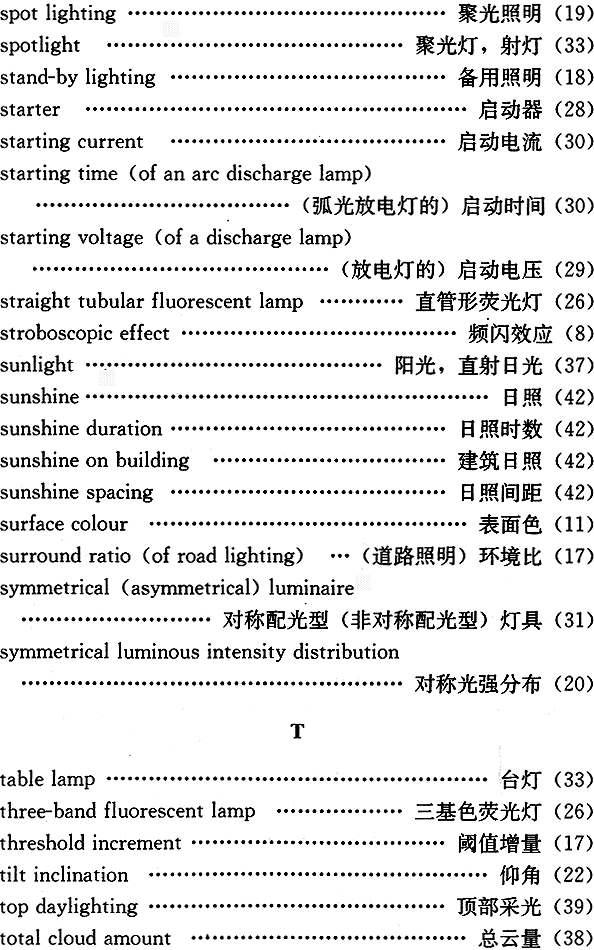 spot lighting ………………………………………… 聚光照明（19）
spotlight ………………………………………… 聚光灯，射灯（33）
stand-by lighting ………………………………… 备用照明（18）
starter ……………………………………………… 启动器（28）
starting current ………………………………… 启动电流（30）
starting time（of an arc discharge lamp）
………………………………（弧光放电灯的）启动时间（30）
starting voltage（of a discharge lamp）
……………………………………（放电灯的）启动电压（29）
straight tubular fluorescent lamp ………… 直管形荧光灯（26）
stroboscopic effect ………………………………… 频闪效应（8）
sunlight …………………………………… 阳光，直射日光（37）
sunshine ………………………………………………… 日照（42）
sunshine duration ………………………………… 日照时数（42）
sunshine on building …………………………… 建筑日照（42）
sunshine spacing ………………………………… 日照间距（42）
surface colour ……………………………………… 表面色（11）
surround ratio（of road lighting） …（道路照明）环境比（17）
symmetrical（asymmetrical）luminaire
……………………… 对称配光型（非对称配光型）灯具（31）
symmetrical luminous intensity distribution
……………………………………………… 对称光强分布（20）
T
table lamp ……………………………………………… 台灯（33）
three-band fluorescent lamp ……………… 三基色荧光灯（26）
threshold increment ……………………………… 阈值增量（17）
tilt inclination ………………………………………… 仰角（22）
top daylighting …………………………………… 顶部采光（39）
total cloud amount ………………………………… 总云量（38）